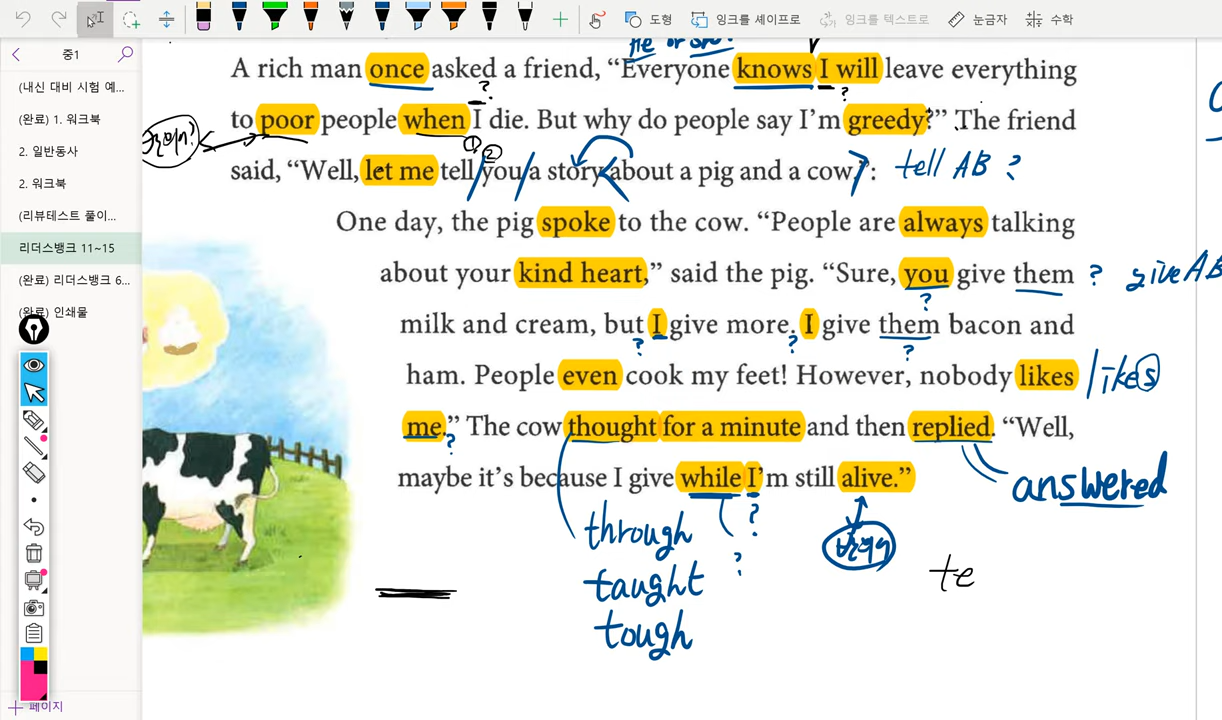 도형
잉크를 셰이프로
잉크를 텍스트로
눈금자
수학
중1
(내신 대비 시험 예...
(완료) 1. 워크북
2. 일반동사
2. 워크북
(리뷰테스트 풀이...
리더스뱅크 11~15
(완료) 리더스뱅크 6...
(완료) 인쇄물
페이지
A rich man once asked a friend, “Everyone knows I will leave everything
?
?
to poor people when I die. But why do people say I'm greedy?” The friend
① ②
said, “Well, let me tell you a story about a pig and a cow.”: tell AB ?
One day, the pig spoke to the cow. “People are always talking
about your kind heart,” said the pig. “Sure, you give them ? give AB
?
milk and cream, but I give more. I give them bacon and
? ? ?
ham. People even cook my feet! However, nobody likes likes
me.” The cow thought for a minute and then replied. “Well,
?
maybe it's because I give while I'm still alive.” answered
through ?
?
taught te
tough